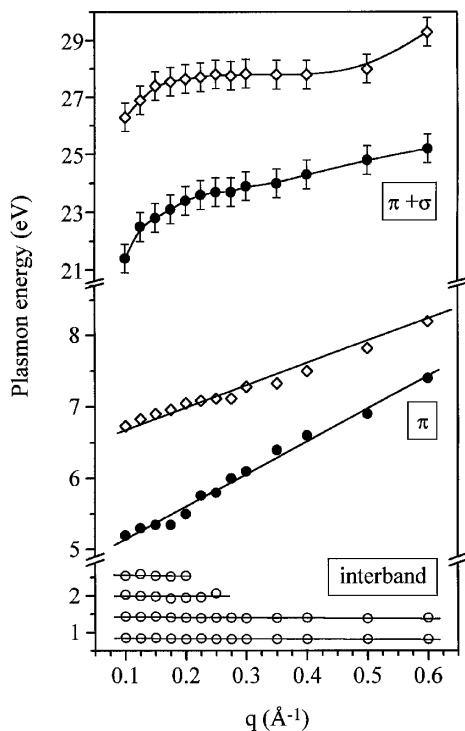 29
27
25
23
21
π +σ
Plasmon energy (eV)
8
7
π
6
5
interband
2
1
0.1 0.2 0.3 0.4 0.5 0.6
q (Å-1)